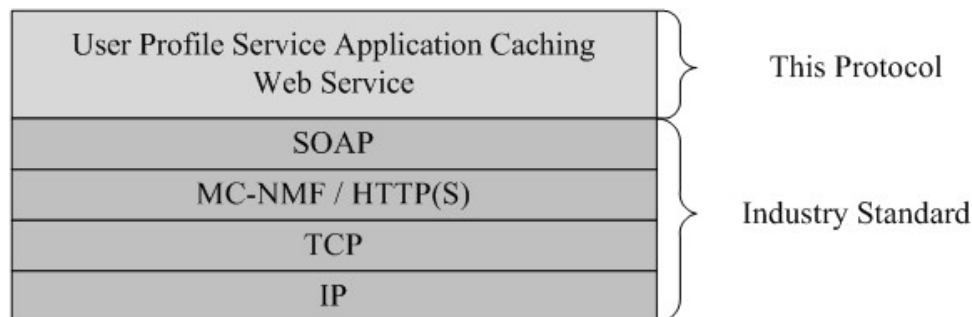 User Profile Service Application Caching
Web Service
This Protocol
SOAP
MC-NMF / HTTP(S)
TCP
IP
Industry Standard